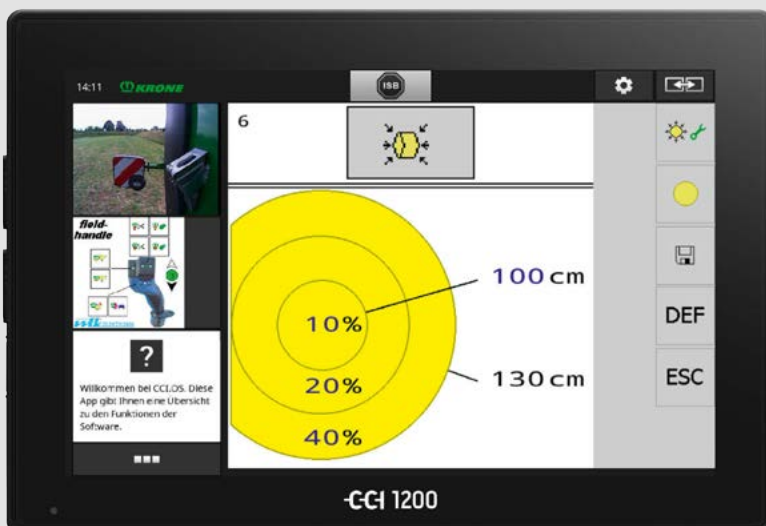 14:11 KRONE
ISB
6
field-
handle
100 cm
10%
130 cm
20%
40%
?
Willkommen bei CCI.OS. Diese
App gibt Ihnen eine Übersicht
zu den Funktionen der
Software.
DEF
ESC
CCI 1200